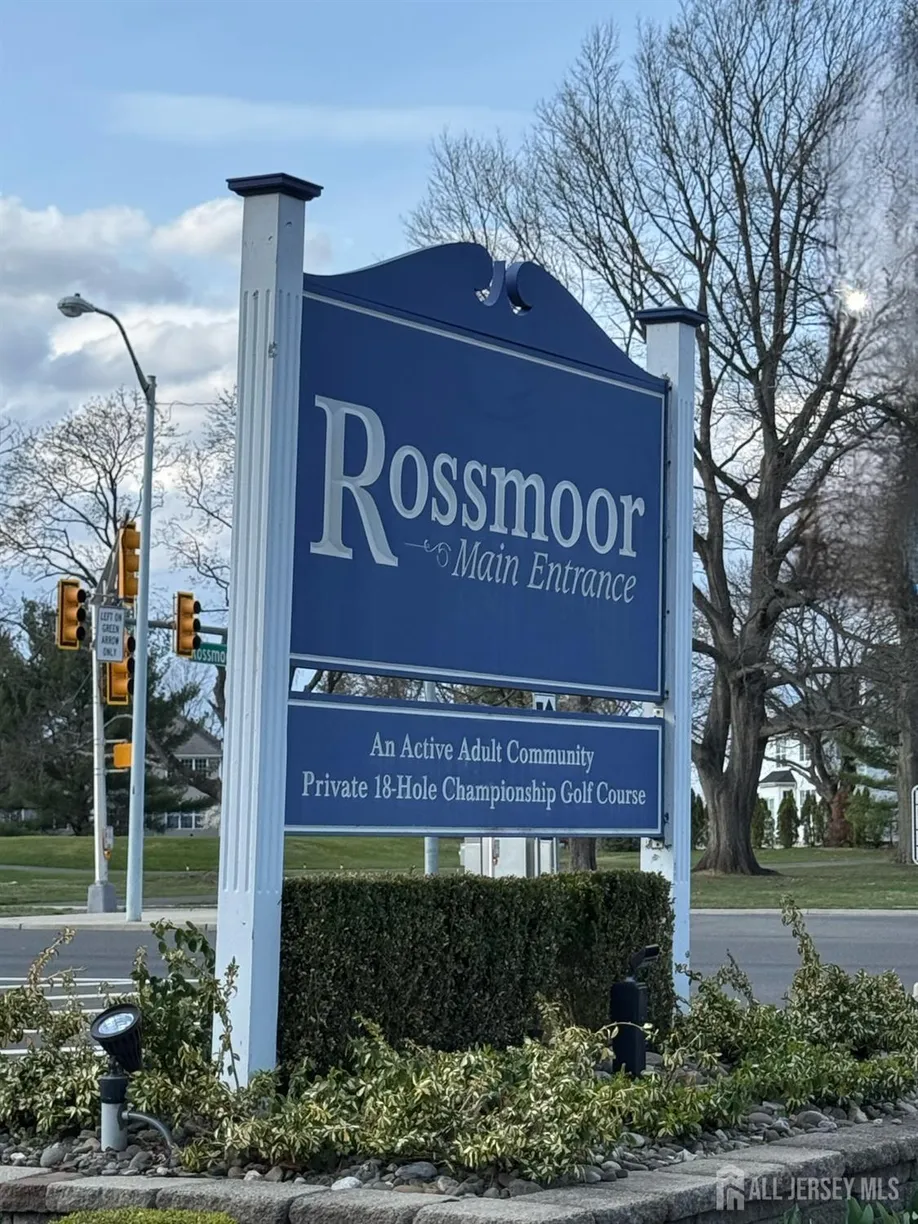 Rossmoor
Main Entrance
An Active Adult Community
Private 18-Hole Championship Golf Course
LEFT ON
GREEN
ARROW
ONLY
ALL JERSEY MLS